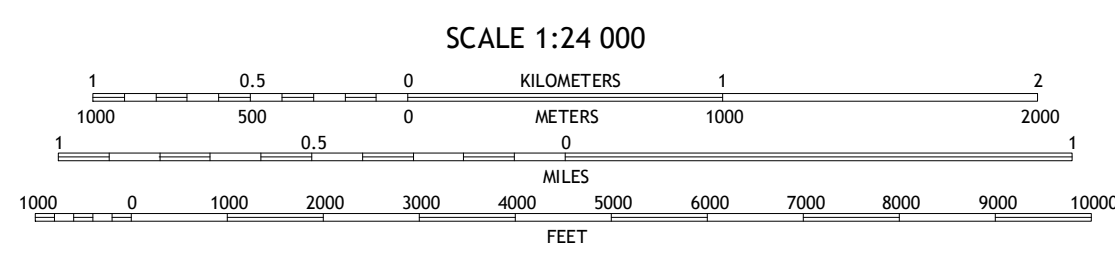 SCALE 1:24 000
1 0.5 0 KILOMETERS 1 2
1000 500 0 METERS 1000 2000
1 0.5 0 1
MILES
1000 0 1000 2000 3000 4000 5000 6000 7000 8000 9000 10000
FEET